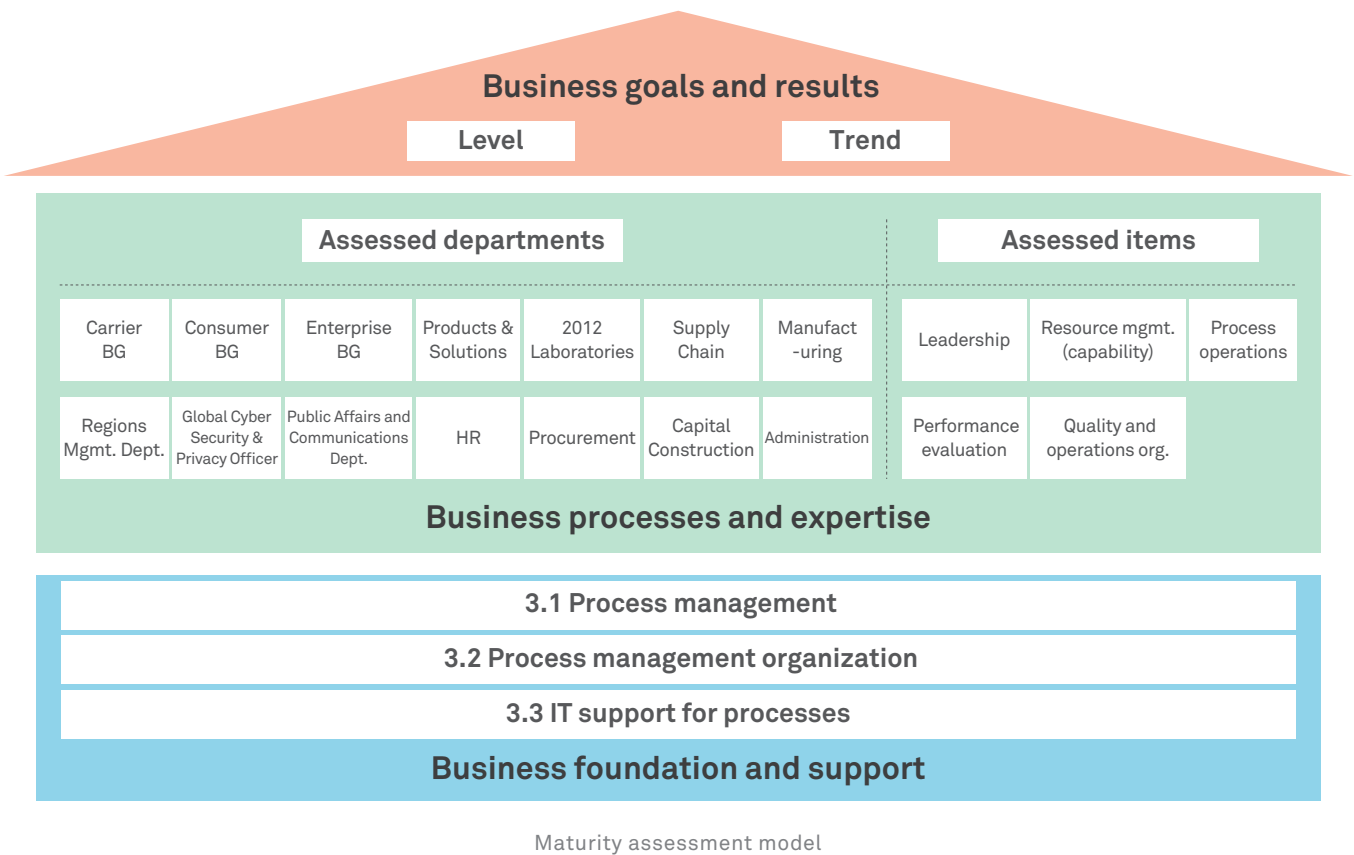 Business goals and results
Level
Trend
Assessed departments
Assessed items
Carrier
BG
Consumer
BG
Enterprise
BG
Products &
Solutions
2012
Laboratories
Supply
Chain
Manufact
-uring
Leadership
Resource mgmt.
(capability)
Process
operations
Regions
Mgmt. Dept.
Global Cyber
Security &
Privacy Officer
Public Affairs and
Communications
Dept.
HR
Procurement
Capital
Construction
Administration
Performance
evaluation
Quality and
operations org.
Business processes and expertise
3.1 Process management
3.2 Process management organization
3.3 IT support for processes
Business foundation and support
Maturity assessment model